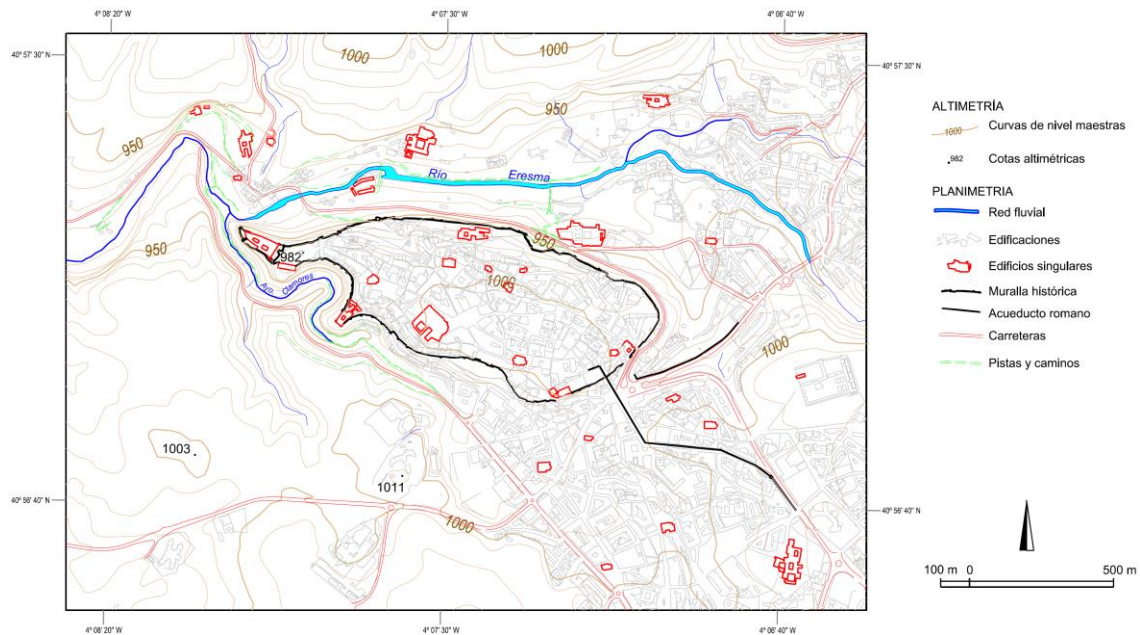 4° 08' 20" W
4° 07' 30" W
4° 06' 40" W
40° 57' 30" N
40° 57' 30" N
1000
1000
950
950
Río Eresma
950
950
982
Ayo. Clamores
1000
1000
1003
1011
1000
40° 56' 40" N
40° 56' 40" N
4° 08' 20" W
4° 07' 30" W
4° 06' 40" W
ALTIMETRÍA
1000 Curvas de nivel maestras
982 Cotas altimétricas
PLANIMETRIA
Red fluvial
Edificaciones
Edificios singulares
Muralla histórica
Acueducto romano
Carreteras
Pistas y caminos
100 m 0 500 m